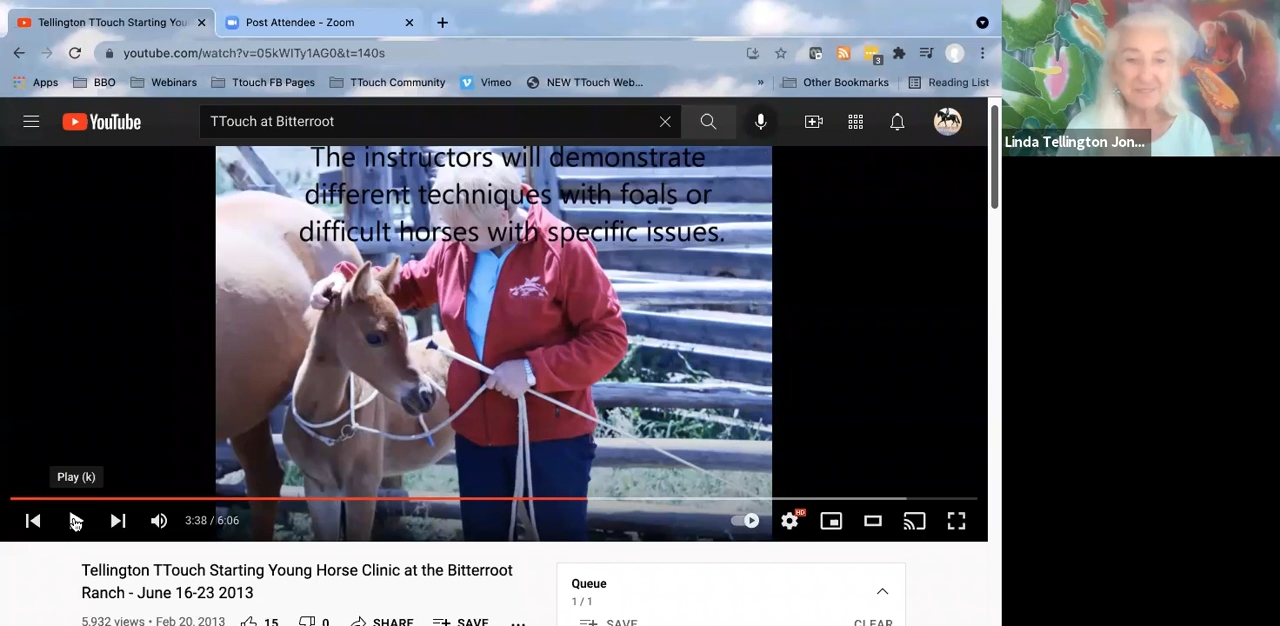 Tellington TTouch Starting You
Post Attendee - Zoom
youtube.com/watch?v=05kWITy1AG0&t=140s
3
Apps
BBO
Webinars
Ttouch FB Pages
TTouch Community
Vimeo
NEW TTouch Web...
»
Other Bookmarks
Reading List
YouTube
TTouch at Bitterroot
Linda Tellington Jon...
The instructors will demonstrate
different techniques with foals or
difficult horses with specific issues.
Play (k)
3:38 / 6:06
HD
Tellington TTouch Starting Young Horse Clinic at the Bitterroot
Ranch - June 16-23 2013
5,932 views • Feb 20, 2013
15
0
SHARE
SAVE
...
Queue
1 / 1
SAVE
CLEAR